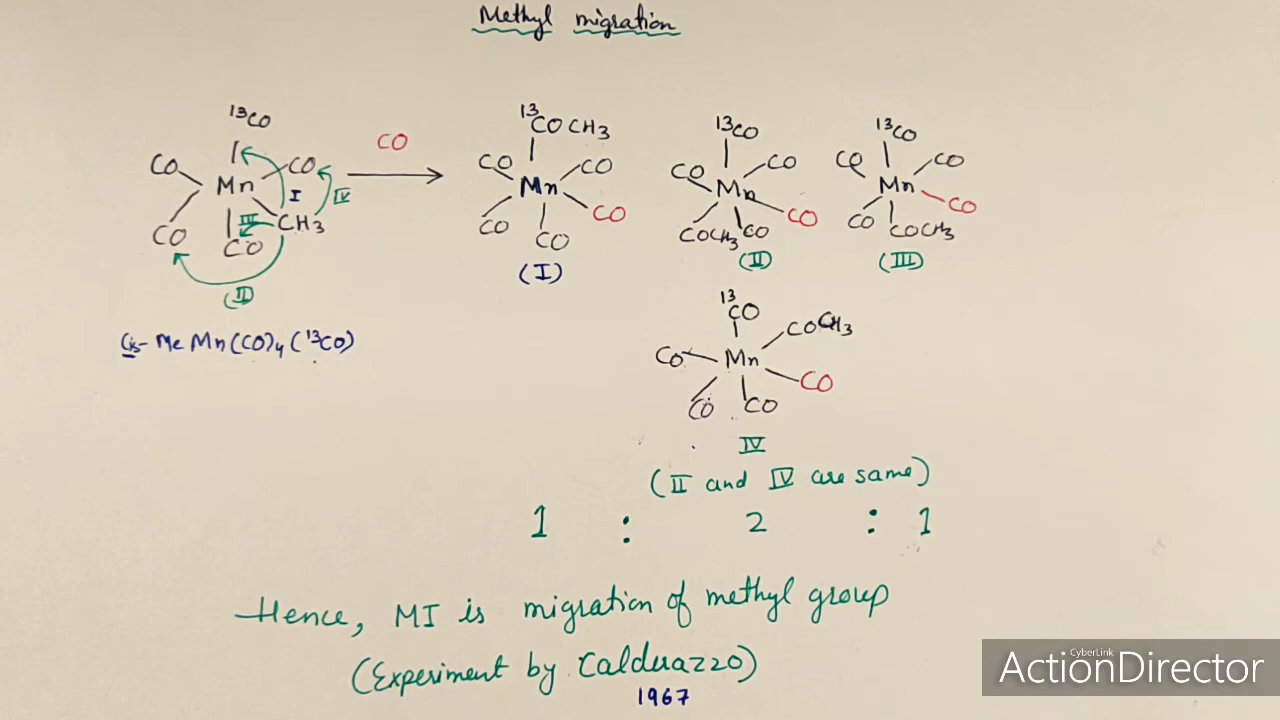 Methyl migration
13CO
CO CO
Mn I IV
CO III CH3
CO
(II)
Cis- Me Mn(CO)4 (13CO)
CO
13CO CH3
CO CO
Mn
CO CO
CO
(I)
13CO
CO CO
Mn
CO
COCH3 CO
(II)
13CO
CO CO
Mn
CO
CO COCH3
(III)
13CO
COCH3
CO Mn
CO
CO CO
IV
(II and IV are same)
1 : 2 : 1
Hence, MI is migration of methyl group
(Experiment by Calderazzo)
1967
CyberLink
ActionDirector